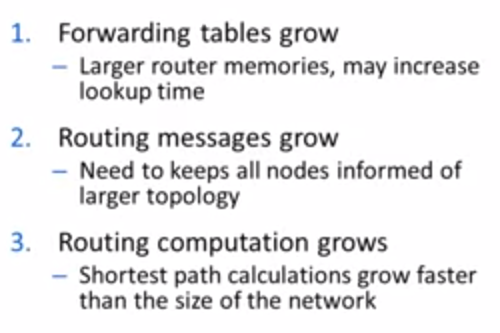 1. Forwarding tables grow
– Larger router memories, may increase
lookup time
2. Routing messages grow
– Need to keeps all nodes informed of
larger topology
3. Routing computation grows
– Shortest path calculations grow faster
than the size of the network